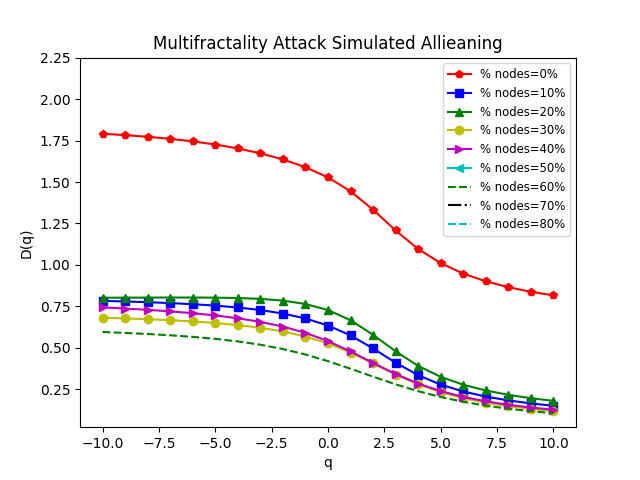 Multifractality Attack Simulated Allieaning
2.25
2.00
1.75
1.50
1.25
1.00
0.75
0.50
0.25
D(q)
% nodes=0%
% nodes=10%
% nodes=20%
% nodes=30%
% nodes=40%
% nodes=50%
% nodes=60%
% nodes=70%
% nodes=80%
−10.0 −7.5 −5.0 −2.5 0.0 2.5 5.0 7.5 10.0
q